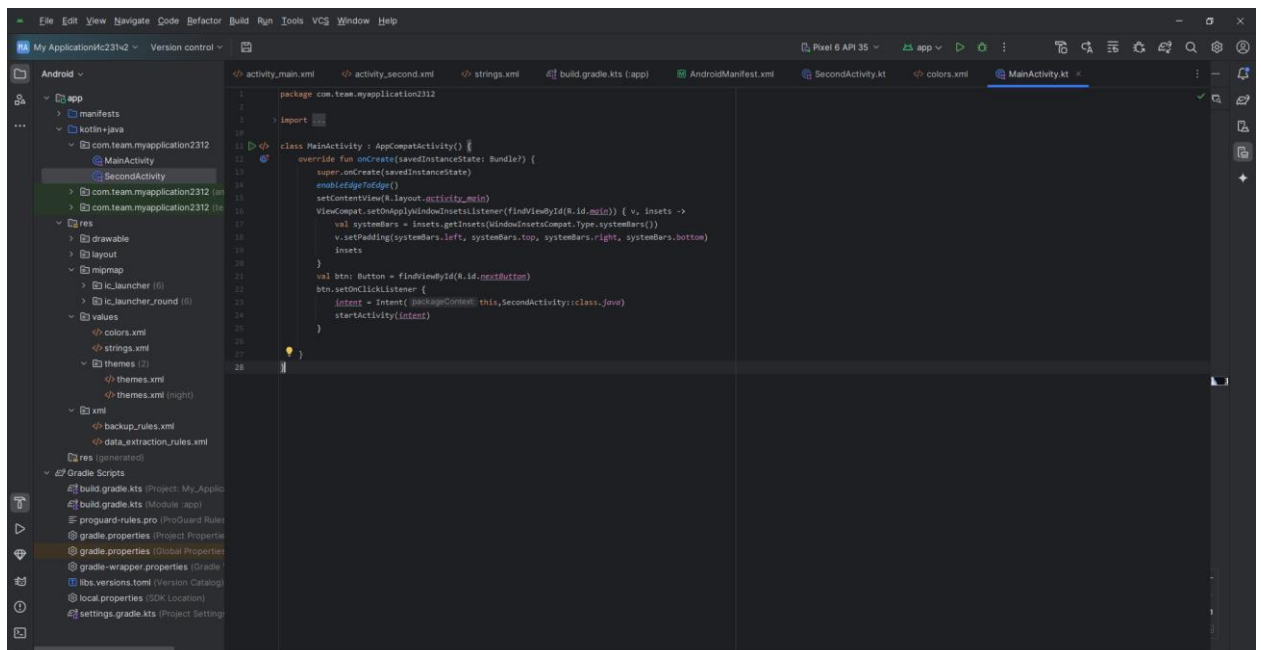 File Edit View Navigate Code Refactor Build Run Tools VCS Window Help
MA My ApplicationИс231v2 Version control Pixel 6 API 35 app
Android
activity_main.xml activity_second.xml strings.xml build.gradle.kts (:app) AndroidManifest.xml SecondActivity.kt colors.xml MainActivity.kt
app
manifests
kotlin+java
com.team.myapplication2312
MainActivity
SecondActivity
com.team.myapplication2312
com.team.myapplication2312
res
drawable
layout
mipmap
ic_launcher (6)
ic_launcher_round (6)
values
colors.xml
strings.xml
themes (2)
themes.xml
themes.xml (night)
xml
backup_rules.xml
data_extraction_rules.xml
res (generated)
Gradle Scripts
build.gradle.kts (Project: My_Applic
build.gradle.kts (Module :app)
proguard-rules.pro (ProGuard Rules
gradle.properties (Project Propertie
gradle.properties (Global Properties
gradle-wrapper.properties (Gradle
libs.versions.toml (Version Catalog)
local.properties (SDK Location)
settings.gradle.kts (Project Settings
1 package com.team.myapplication2312
2
3 import ...
10
11 class MainActivity : AppCompatActivity() {
12 override fun onCreate(savedInstanceState: Bundle?) {
13 super.onCreate(savedInstanceState)
14 enableEdgeToEdge()
15 setContentView(R.layout.activity_main)
16 ViewCompat.setOnApplyWindowInsetsListener(findViewById(R.id.main)) { v, insets ->
17 val systemBars = insets.getInsets(WindowInsetsCompat.Type.systemBars())
18 v.setPadding(systemBars.left, systemBars.top, systemBars.right, systemBars.bottom)
19 insets
20 }
21 val btn: Button = findViewById(R.id.nextButton)
22 btn.setOnClickListener {
23 intent = Intent( packageContext: this,SecondActivity::class.java)
24 startActivity(intent)
25 }
26
27 }
28 }